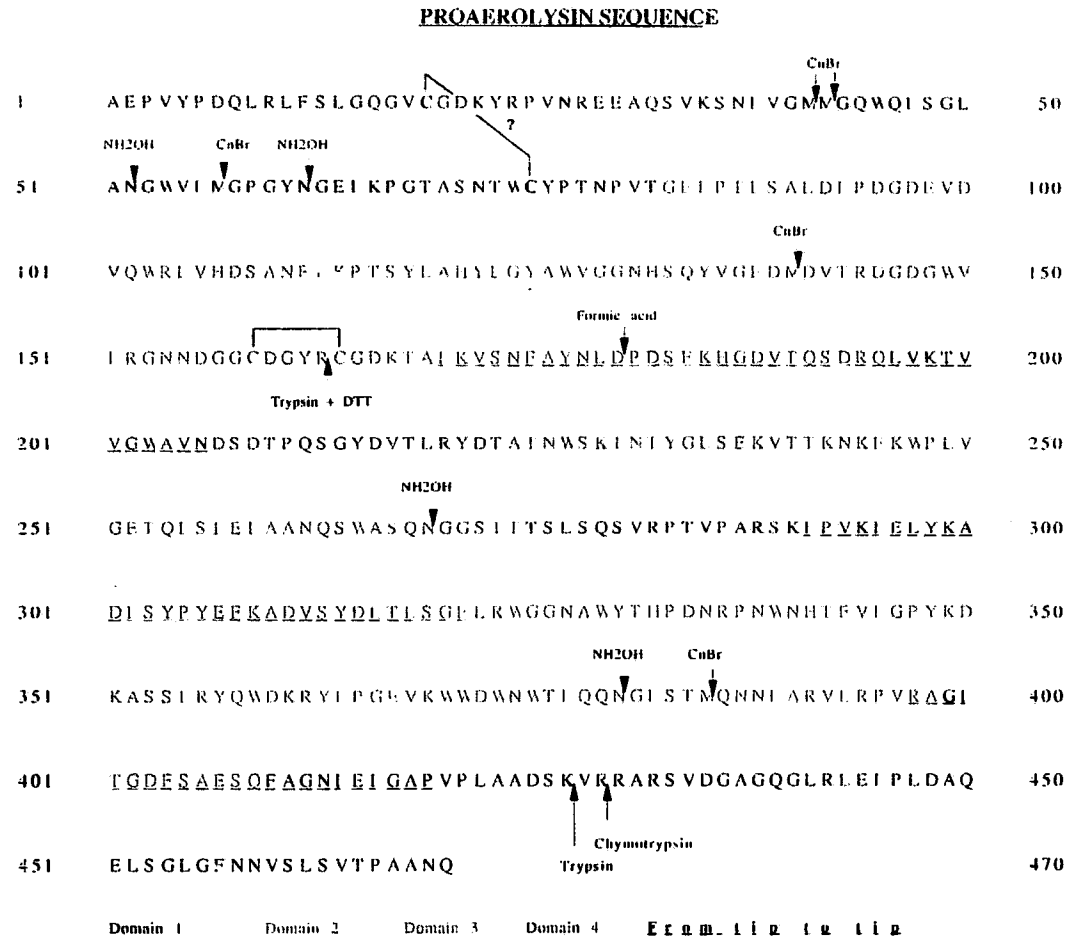 PROAEROLYSIN SEQUENCE
CnBr
1 AEPVYPDQLRLFSLGQGVCGDKYRPVNREEAQSVKSNIVGMMGQWQISGL 50
?
NH2OH CnBr NH2OH
51 ANGWVIMGPGYNGEIKPGTASNTWCYPTNPVTGEIPTLSALDIPDGDEVD 100
CnBr
101 VQWRLVHDSANFIKPTSYLAHYLGYAWVGGNHSQYVGEDMDVTRDGDGWV 150
Formic acid
151 IRGNNDGGCDGYRCGDKTAIKVSNFAYNLDPDSFKHGDVTQSDRQLVKTV 200
Trypsin + DTT
201 VGWAVNDSDTPQSGYDVTLRYDTATNWSKTNTYGLSEKVTTKNKFKWPLV 250
NH2OH
251 GETQLSIEIAANQSWASQNGGSTTTSLSQSVRPTVPARSKIPVKIELYKA 300
301 DISYPYEFKADVSYDLTLSGFLRWGGNAWYTHPDNRPNWNHTFVIGPYKD 350
NH2OH CnBr
351 KASSIRYQWDKRYIPGEVKWWDWNWTIQQNGLSTMQNNLARVLRPVRAGI 400
401 TGDFSAESQFAGNIEIGAPVPLAADSKVRRARSVDGAGQGLRLEIPLDAQ 450
Chymotrypsin
451 ELSGLGFNNVSLSVTPAANQ Trypsin 470
Domain 1 Domain 2 Domain 3 Domain 4 From tip to tip